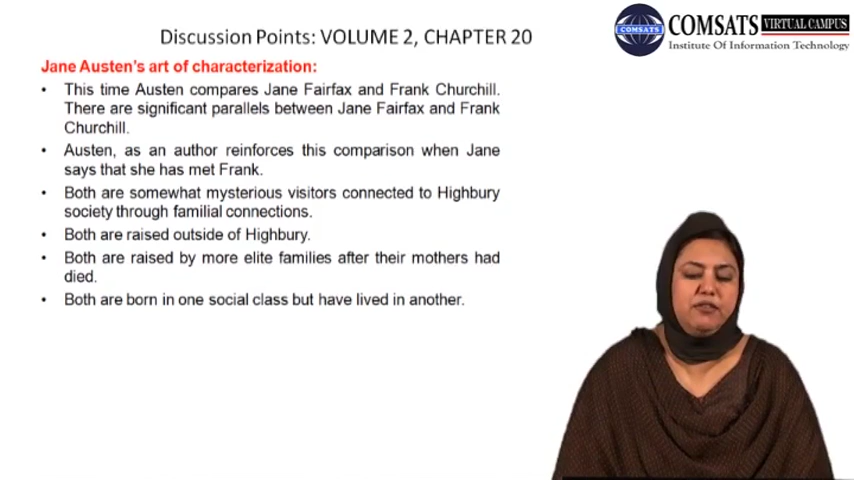 Discussion Points: VOLUME 2, CHAPTER 20
COMSATS
COMSATS VIRTUAL CAMPUS
Institute Of Information Technology
Jane Austen's art of characterization:
• This time Austen compares Jane Fairfax and Frank Churchill.
There are significant parallels between Jane Fairfax and Frank
Churchill.
• Austen, as an author reinforces this comparison when Jane
says that she has met Frank.
• Both are somewhat mysterious visitors connected to Highbury
society through familial connections.
• Both are raised outside of Highbury.
• Both are raised by more elite families after their mothers had
died.
• Both are born in one social class but have lived in another.